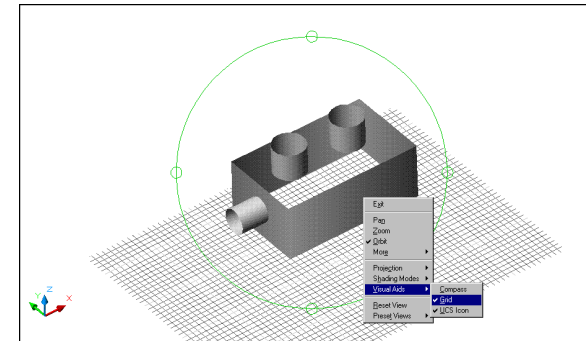 Exit
Pan
Zoom
Orbit
More
Projection
Shading Modes
Visual Aids
Compass
Grid
UCS Icon
Reset View
Preset Views
Z
Y
X